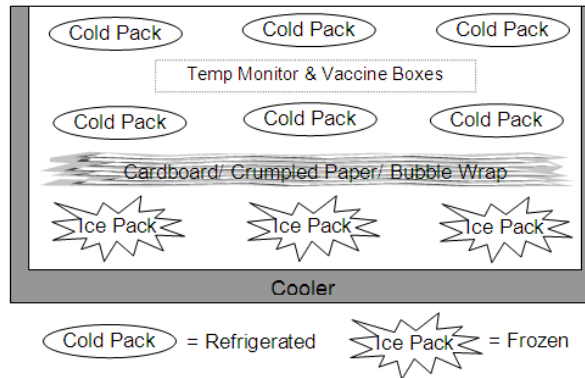 Cold Pack Cold Pack Cold Pack
Temp Monitor & Vaccine Boxes
Cold Pack Cold Pack Cold Pack
Cardboard/ Crumpled Paper/ Bubble Wrap
Ice Pack Ice Pack Ice Pack
Cooler
Cold Pack = Refrigerated Ice Pack = Frozen